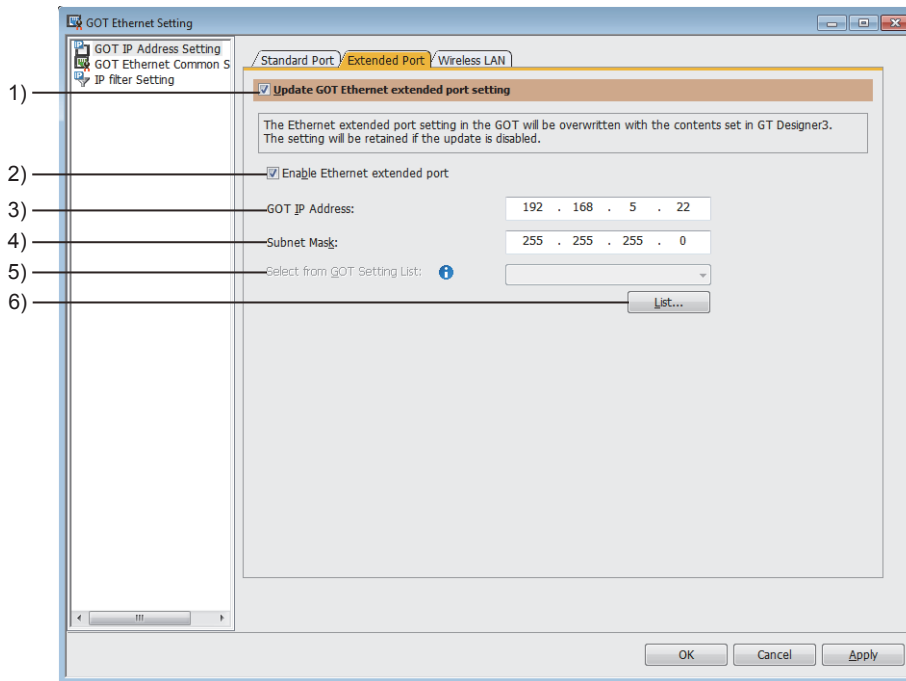 GOT Ethernet Setting
GOT IP Address Setting
GOT Ethernet Common S
IP filter Setting
Standard Port
Extended Port
Wireless LAN
1)
Update GOT Ethernet extended port setting
The Ethernet extended port setting in the GOT will be overwritten with the contents set in GT Designer3.
The setting will be retained if the update is disabled.
2)
Enable Ethernet extended port
3)
GOT IP Address:
192 . 168 . 5 . 22
4)
Subnet Mask:
255 . 255 . 255 . 0
5)
Select from GOT Setting List:
6)
List...
OK
Cancel
Apply